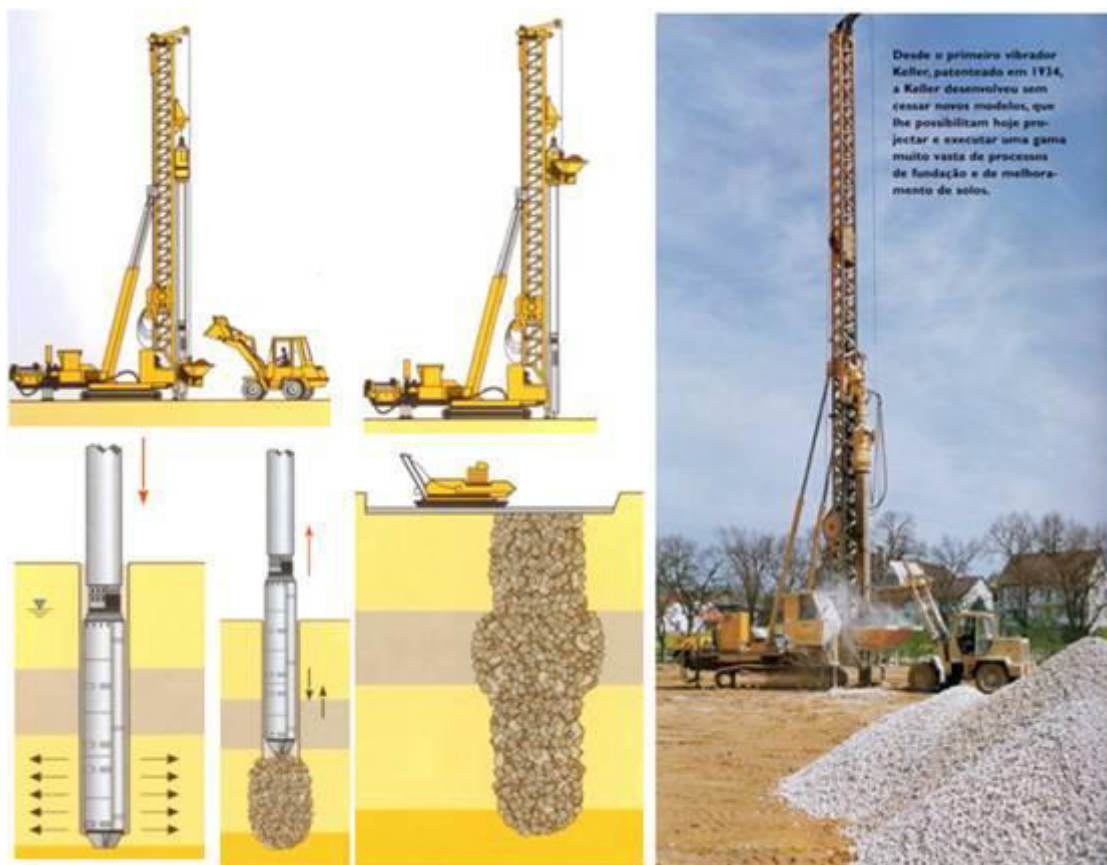 Desde o primeiro vibrador
Keller, patenteado em 1934,
a Keller desenvolveu sem
cessar novos modelos, que
lhe possibilitam hoje pro-
jectar e executar uma gama
muito vasta de processos
de fundação e de melhora-
mento de solos.